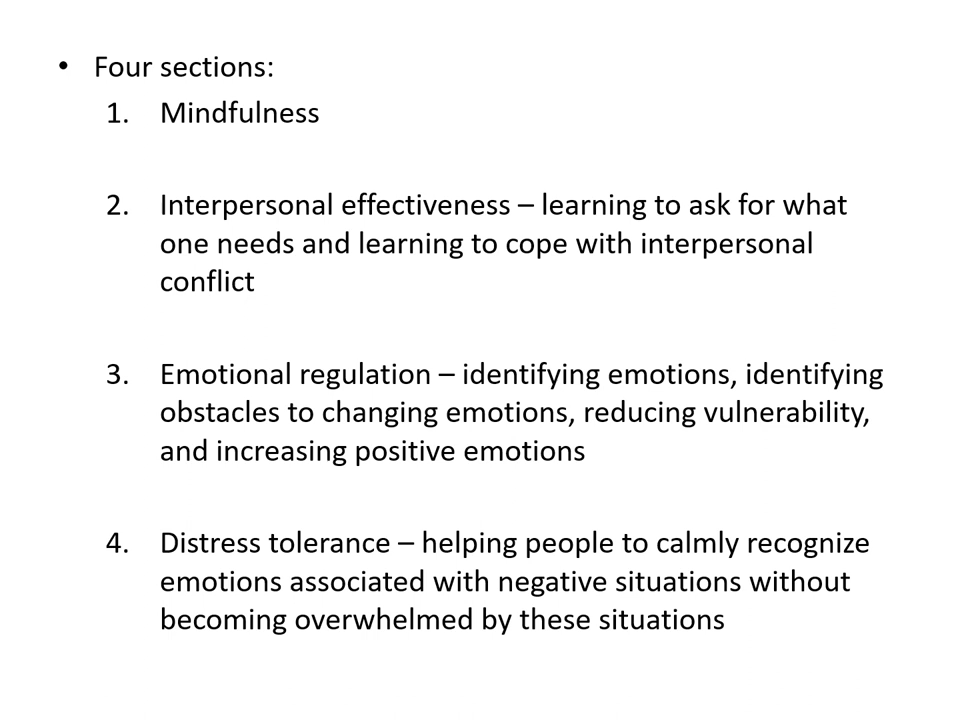 • Four sections:
1. Mindfulness
2. Interpersonal effectiveness – learning to ask for what
one needs and learning to cope with interpersonal
conflict
3. Emotional regulation – identifying emotions, identifying
obstacles to changing emotions, reducing vulnerability,
and increasing positive emotions
4. Distress tolerance – helping people to calmly recognize
emotions associated with negative situations without
becoming overwhelmed by these situations